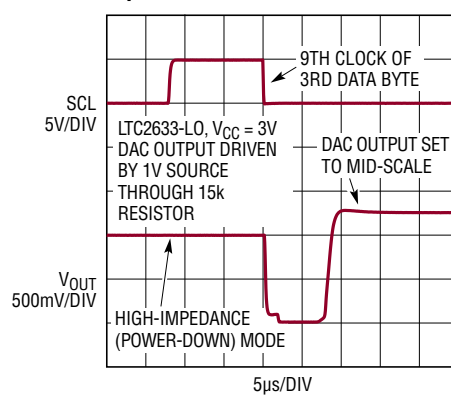 9TH CLOCK OF
3RD DATA BYTE
SCL
5V/DIV
LTC2633-LO, VCC = 3V
DAC OUTPUT DRIVEN
BY 1V SOURCE
THROUGH 15k
RESISTOR
DAC OUTPUT SET
TO MID-SCALE
VOUT
500mV/DIV
HIGH-IMPEDANCE
(POWER-DOWN) MODE
5µs/DIV